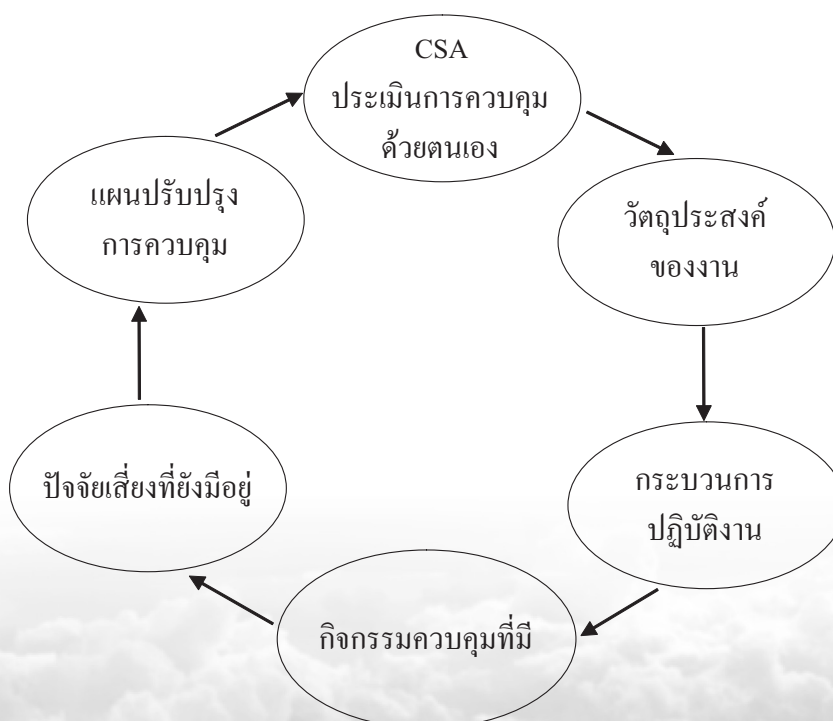 CSA
ประเมินการควบคุม
ด้วยตนเอง
วัตถุประสงค์
ของงาน
กระบวนการ
ปฏิบัติงาน
กิจกรรมควบคุมที่มี
ปัจจัยเสี่ยงที่ยังมีอยู่
แผนปรับปรุง
การควบคุม